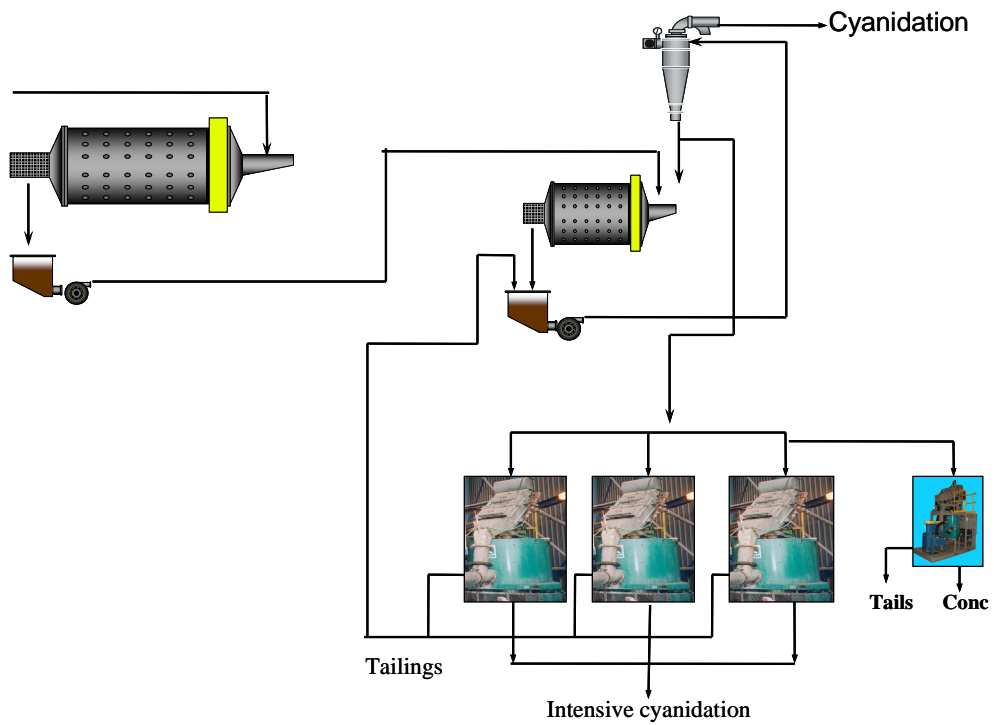 Cyanidation
Tails
Conc
Tailings
Intensive cyanidation